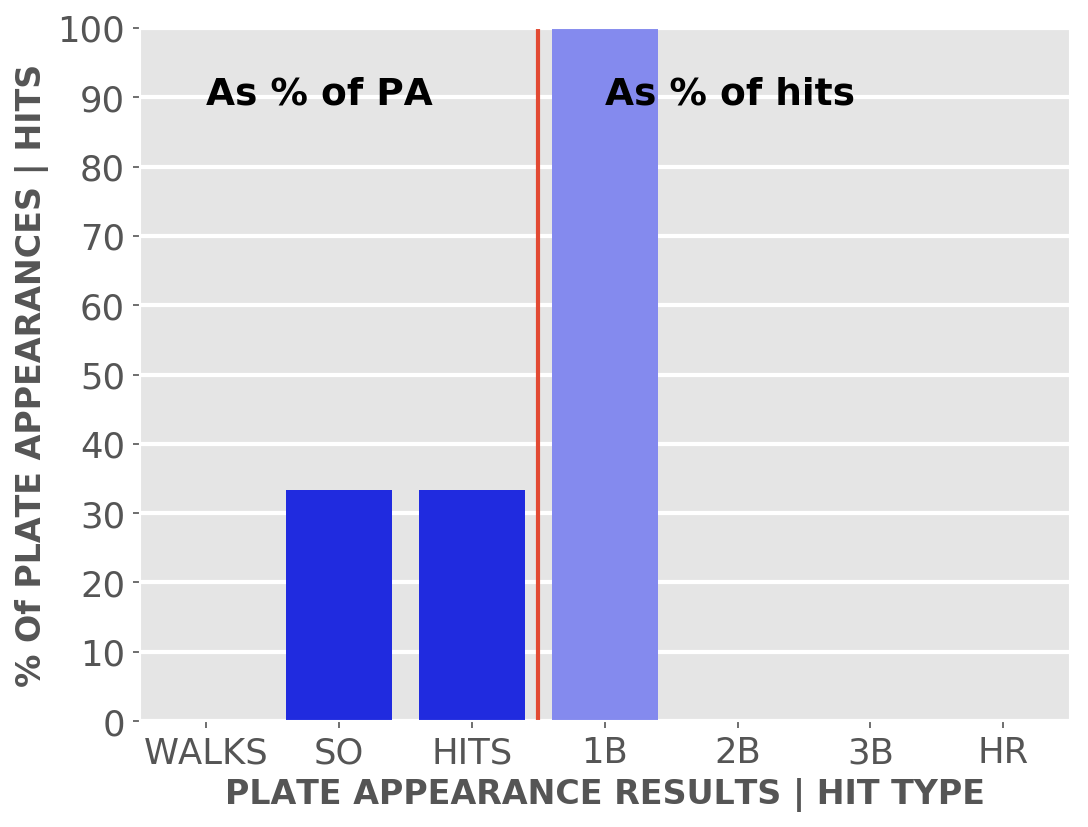 % Of PLATE APPEARANCES | HITS
100
90
80
70
60
50
40
30
20
10
0
As % of PA
As % of hits
WALKS SO HITS 1B 2B 3B HR
PLATE APPEARANCE RESULTS | HIT TYPE